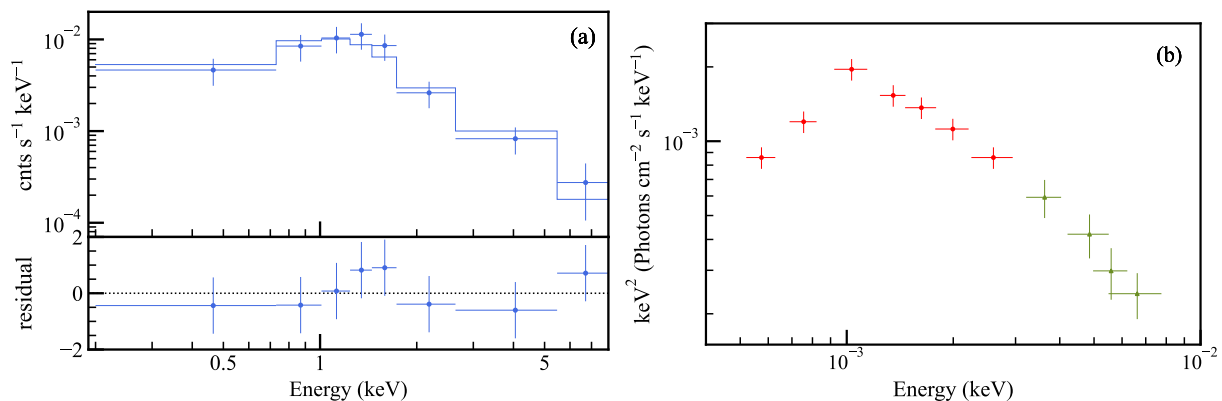 (a)
cnts s⁻¹ keV⁻¹
10⁻²
10⁻³
10⁻⁴
residual
2
0
−2
0.5
1
5
Energy (keV)
(b)
keV² (Photons cm⁻² s⁻¹ keV⁻¹)
10⁻³
10⁻³
10⁻²
Energy (keV)